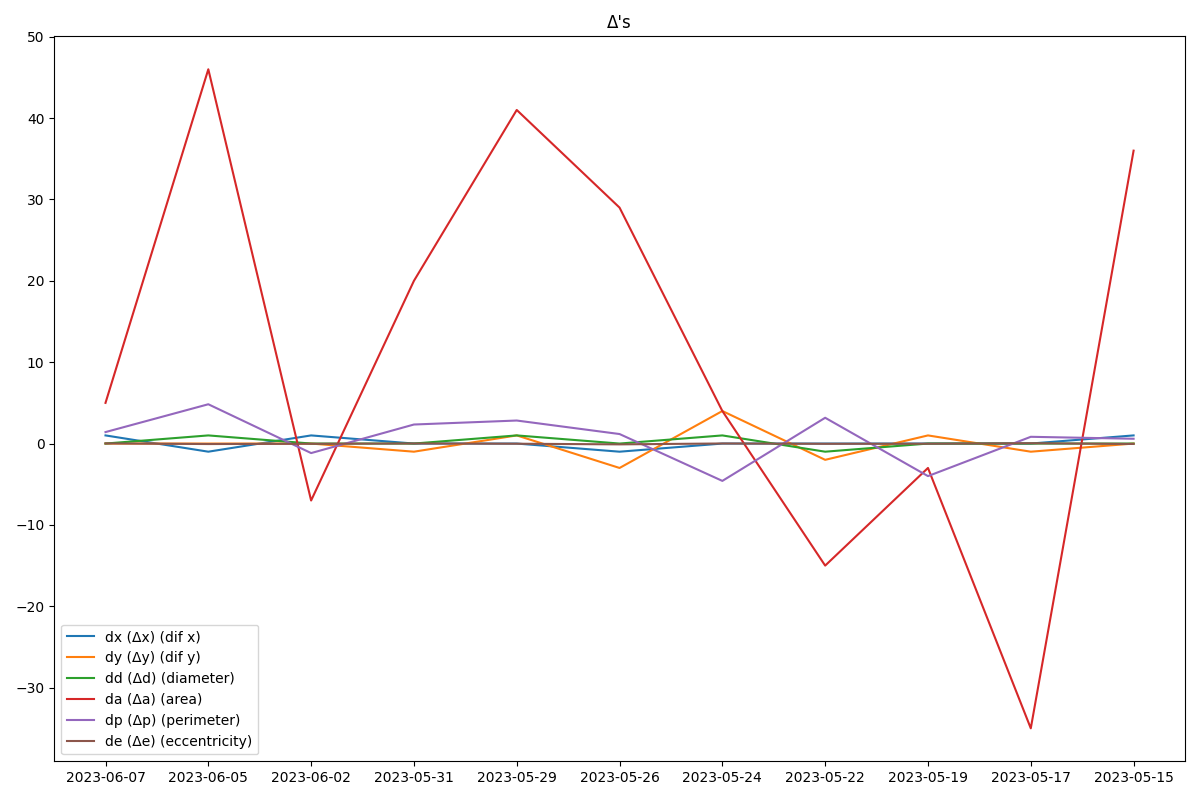 Δ's
50
40
30
20
10
0
−10
−20
−30
dx (Δx) (dif x)
dy (Δy) (dif y)
dd (Δd) (diameter)
da (Δa) (area)
dp (Δp) (perimeter)
de (Δe) (eccentricity)
2023-06-07 2023-06-05 2023-06-02 2023-05-31 2023-05-29 2023-05-26 2023-05-24 2023-05-22 2023-05-19 2023-05-17 2023-05-15